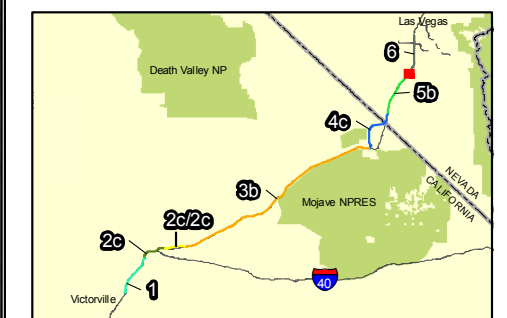 Las Vegas
6
Death Valley NP
5b
4c
NEVADA
CALIFORNIA
3b
Mojave NPRES
2c/2c
2c
40
1
Victorville